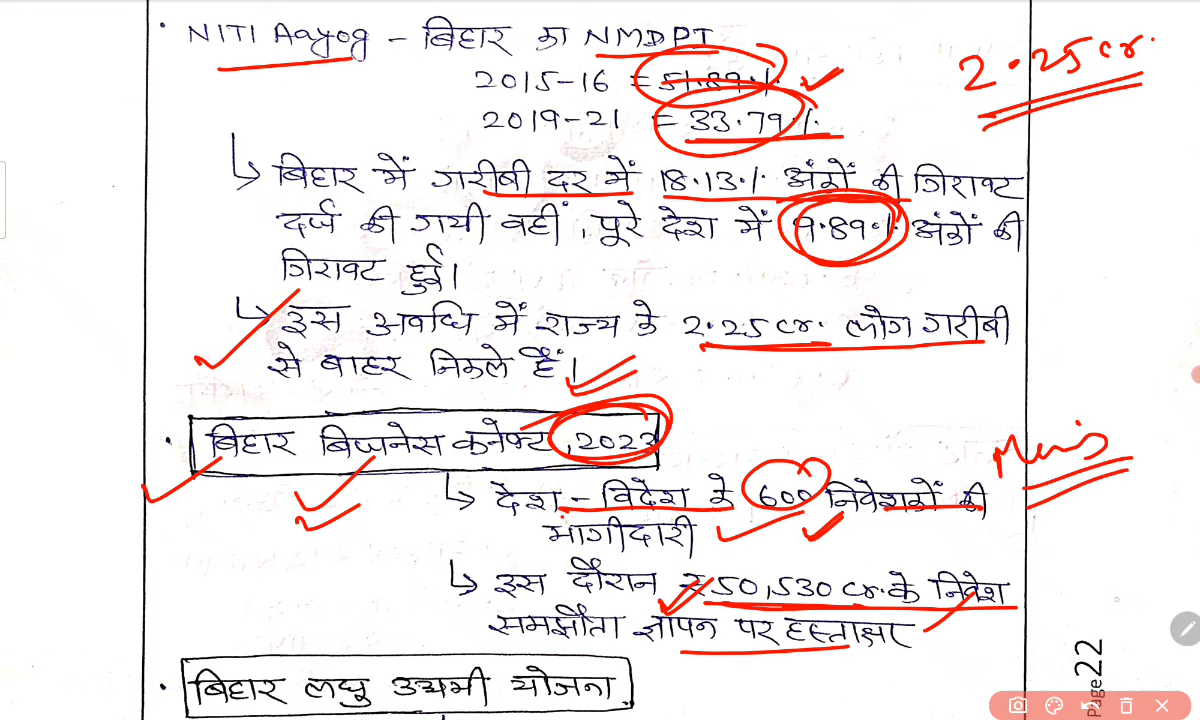 • NITI Aayog – बिहार का NMDPI
2.25 cr.
2015-16 = 51.89%
2019-21 = 33.79%
↳ बिहार में गरीबी दर में 18.13% अंकों की गिरावट
दर्ज की गयी वहीं, पूरे देश में 9.89% अंकों की
गिरावट हुई।
↳ इस अवधि में राज्य के 2.25 cr. लोग गरीबी
से बाहर निकले हैं।
• बिहार बिजनेस कनेक्ट, 2023
Mains
↳ देश – विदेश के 600 निवेशकों की
भागीदारी
↳ इस दौरान ₹50,530 cr. के निवेश
समझौता ज्ञापन पर हस्ताक्षर
• बिहार लघु उद्यमी योजना
Page 22